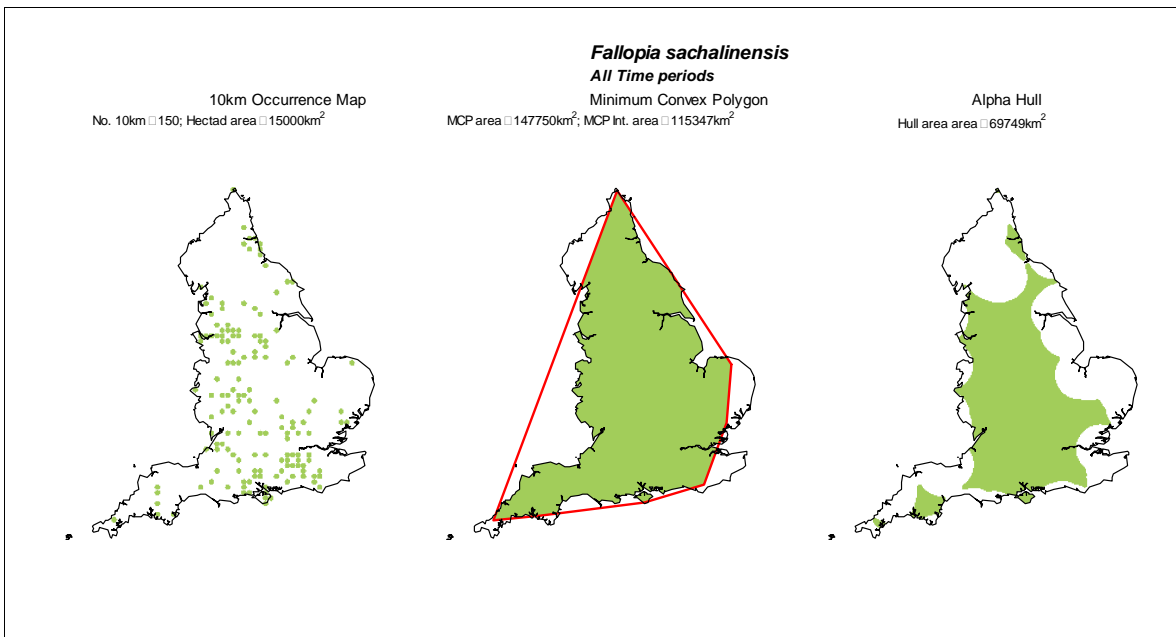 Fallopia sachalinensis
All Time periods
10km Occurrence Map
No. 10km □ 150; Hectad area □ 15000km²
Minimum Convex Polygon
MCP area □ 147750km²; MCP Int. area □ 115347km²
Alpha Hull
Hull area area □ 69749km²